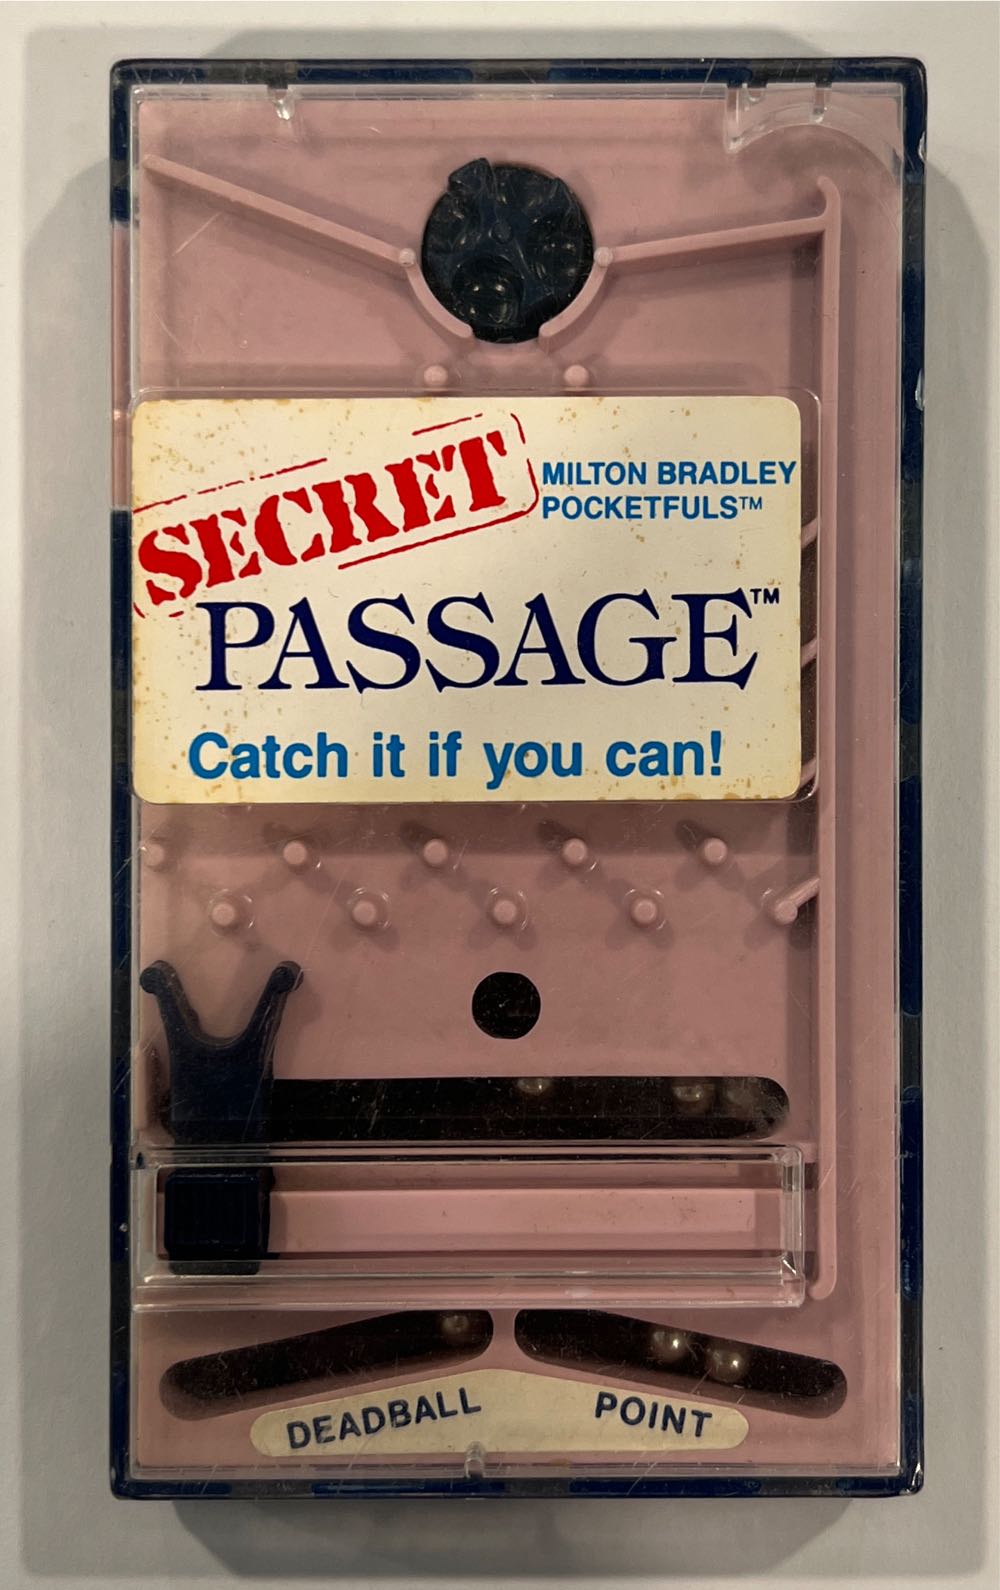 SECRET
MILTON BRADLEY
POCKETFULS™
PASSAGE™
Catch it if you can!
DEADBALL
POINT